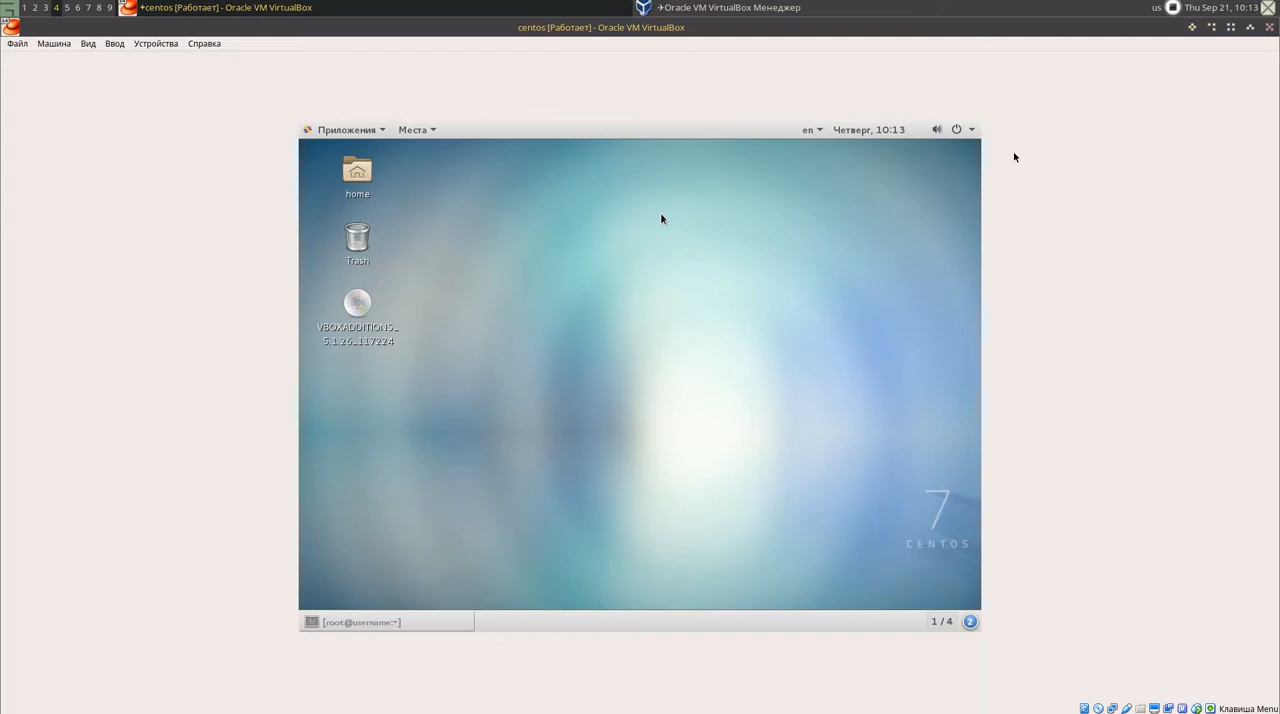 1 2 3 4 5 6 7 8 9 +centos [Работает] - Oracle VM VirtualBox ✈Oracle VM VirtualBox Менеджер us Thu Sep 21, 10:13
centos [Работает] - Oracle VM VirtualBox
Файл Машина Вид Ввод Устройства Справка
Приложения Места en Четверг, 10:13
home
Trash
VBOXADDITIONS_
5.1.26_117224
7
CENTOS
[root@username:~] 1 / 4 2
Клавиша Menu